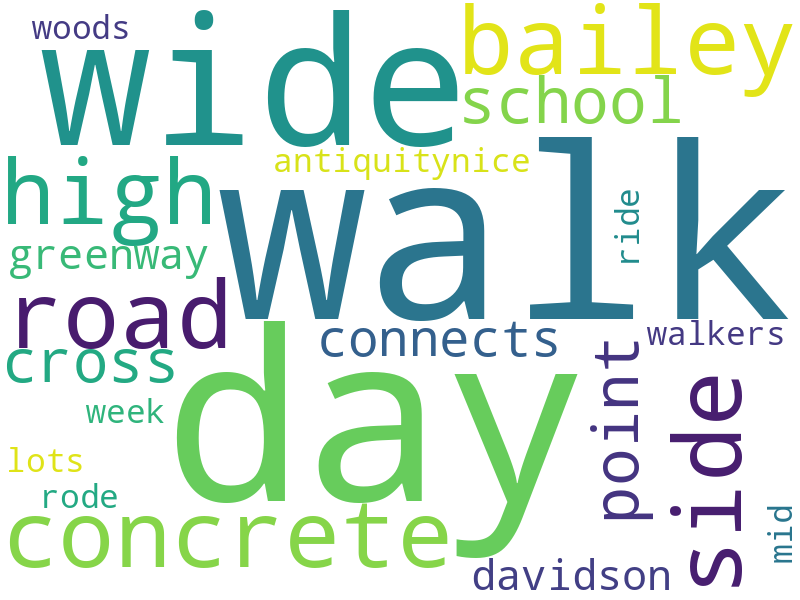 woods
wide
bailey
school
antiquitynice
high
walk
ride
greenway
road
connects
walkers
cross
day
point
side
week
lots
rode
concrete
mid
davidson